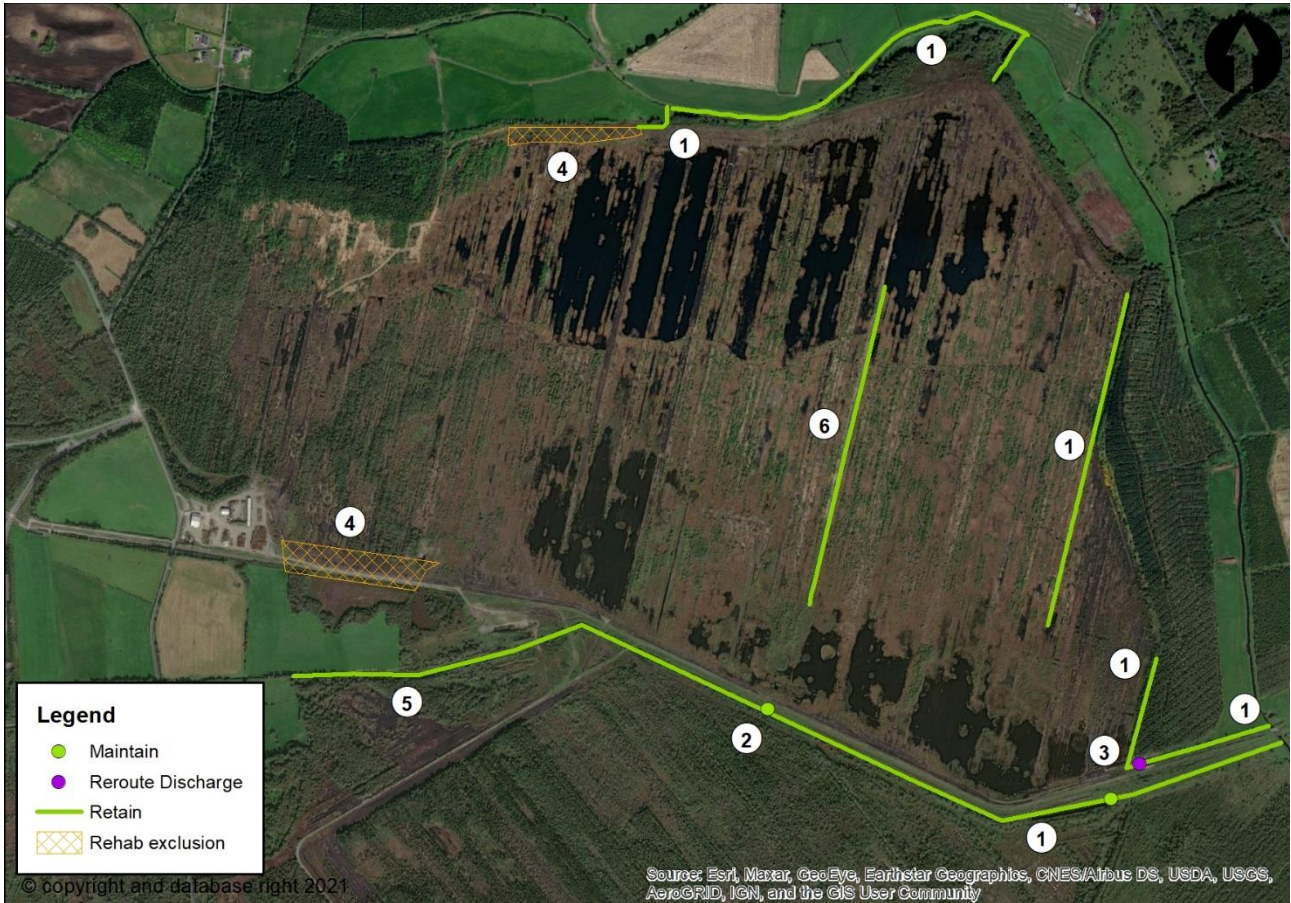 1
1
4
6
1
4
1
1
5
2
3
1
Legend
Maintain
Reroute Discharge
Retain
Rehab exclusion
© copyright and database right 2021
Source: Esri, Maxar, GeoEye, Earthstar Geographics, CNES/Airbus DS, USDA, USGS,
AeroGRID, IGN, and the GIS User Community